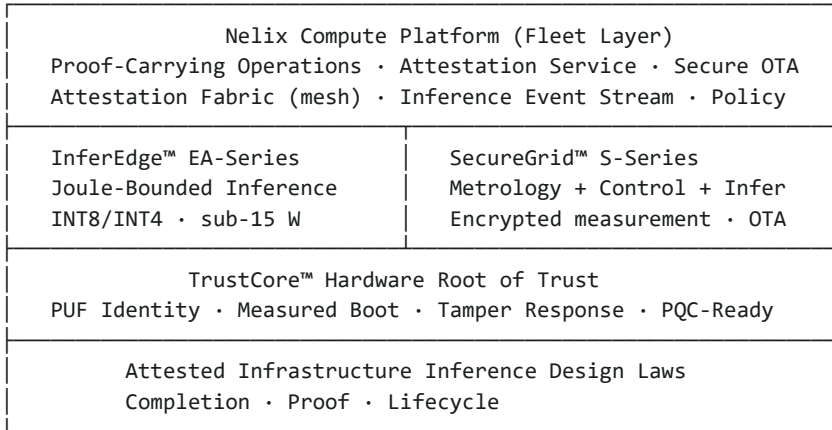 Nelix Compute Platform (Fleet Layer)
Proof-Carrying Operations · Attestation Service · Secure OTA
Attestation Fabric (mesh) · Inference Event Stream · Policy
InferEdge™ EA-Series
Joule-Bounded Inference
INT8/INT4 · sub-15 W
SecureGrid™ S-Series
Metrology + Control + Infer
Encrypted measurement · OTA
TrustCore™ Hardware Root of Trust
PUF Identity · Measured Boot · Tamper Response · PQC-Ready
Attested Infrastructure Inference Design Laws
Completion · Proof · Lifecycle